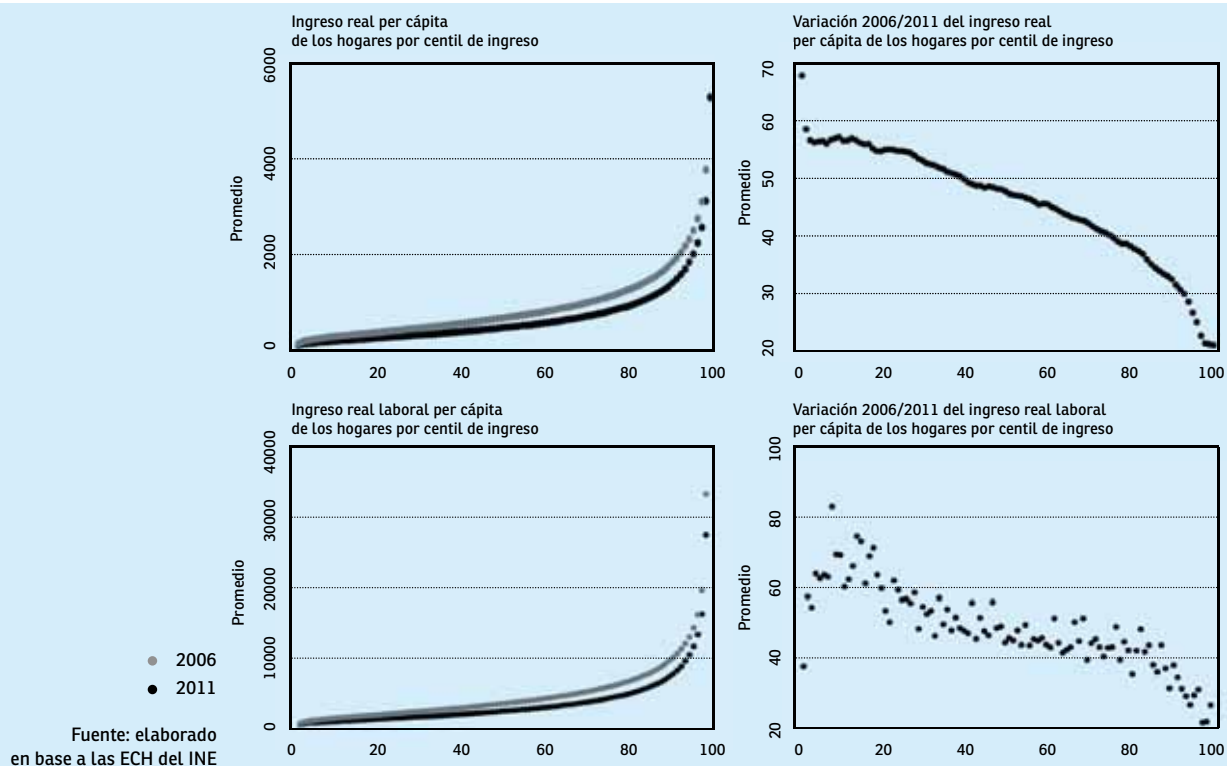 Ingreso real per cápita
de los hogares por centil de ingreso
Promedio
6000
4000
2000
0
0 20 40 60 80 100
Variación 2006/2011 del ingreso real
per cápita de los hogares por centil de ingreso
Promedio
70
60
50
40
30
20
0 20 40 60 80 100
Ingreso real laboral per cápita
de los hogares por centil de ingreso
Promedio
40000
30000
20000
10000
0
0 20 40 60 80 100
Variación 2006/2011 del ingreso real laboral
per cápita de los hogares por centil de ingreso
Promedio
100
80
60
40
20
0 20 40 60 80 100
2006
2011
Fuente: elaborado
en base a las ECH del INE